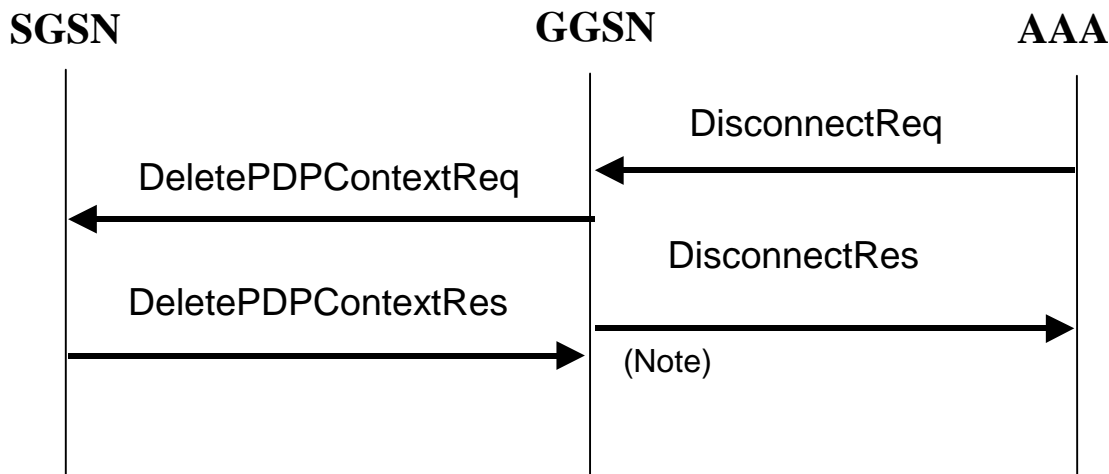 SGSN GGSN AAA
DisconnectReq
DeletePDPContextReq
DisconnectRes
DeletePDPContextRes
(Note)